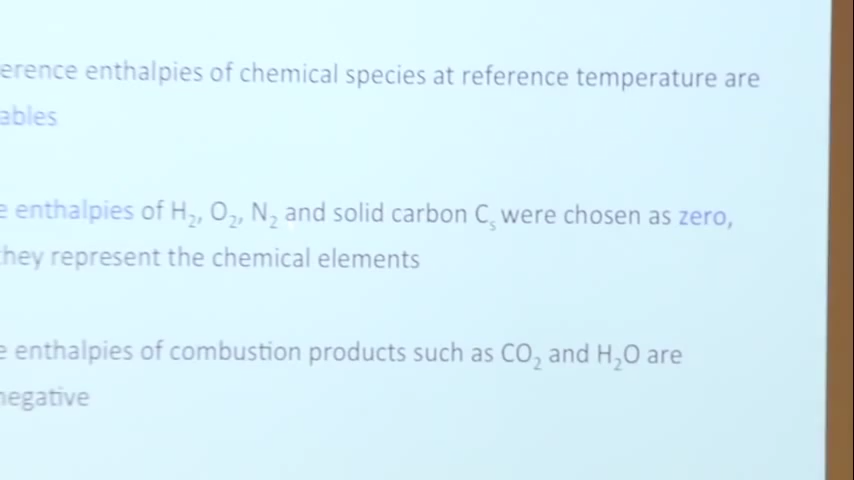 erence enthalpies of chemical species at reference temperature are
ables
e enthalpies of H₂, O₂, N₂ and solid carbon Cₛ were chosen as zero,
they represent the chemical elements
e enthalpies of combustion products such as CO₂ and H₂O are
negative